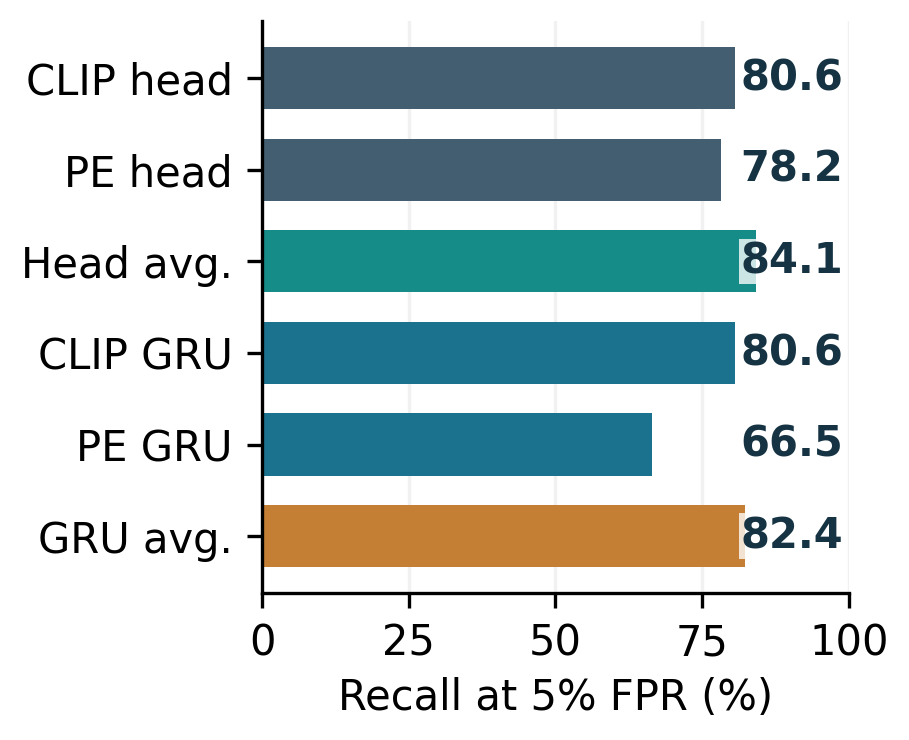 CLIP head 80.6
PE head 78.2
Head avg. 84.1
CLIP GRU 80.6
PE GRU 66.5
GRU avg. 82.4
0 25 50 75 100
Recall at 5% FPR (%)